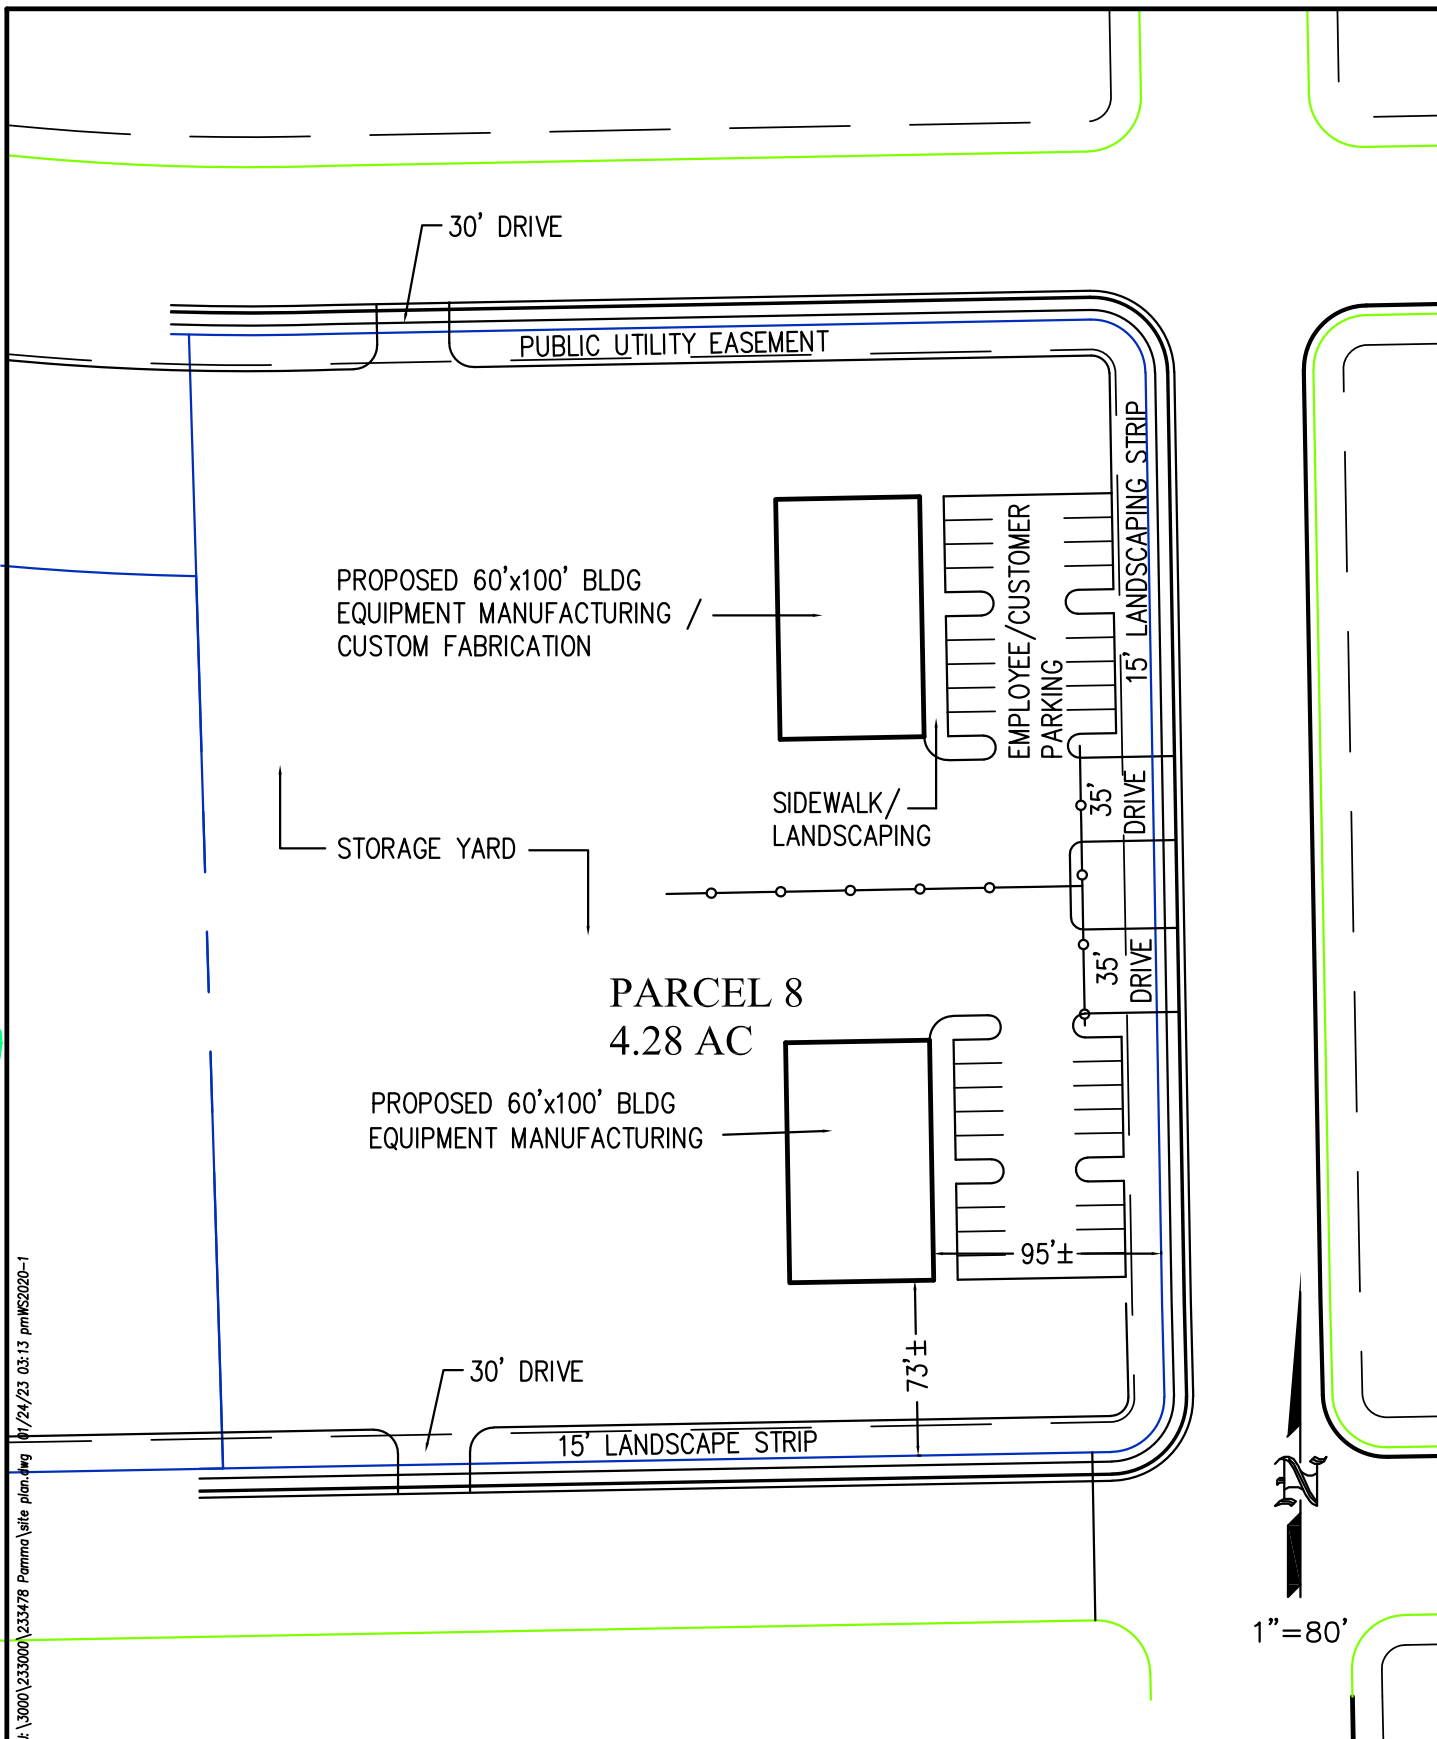 30' DRIVE
PUBLIC UTILITY EASEMENT
15' LANDSCAPING STRIP
PROPOSED 60'x100' BLDG
EQUIPMENT MANUFACTURING /
CUSTOM FABRICATION
EMPLOYEE/CUSTOMER
PARKING
SIDEWALK/
LANDSCAPING
35'
DRIVE
STORAGE YARD
35'
DRIVE
PARCEL 8
4.28 AC
PROPOSED 60'x100' BLDG
EQUIPMENT MANUFACTURING
95'±
73'±
30' DRIVE
15' LANDSCAPE STRIP
N
1"=80'
\3000\233000\233478 Pamma\site plan.dwg 01/24/23 03:13 pmWS2020-1